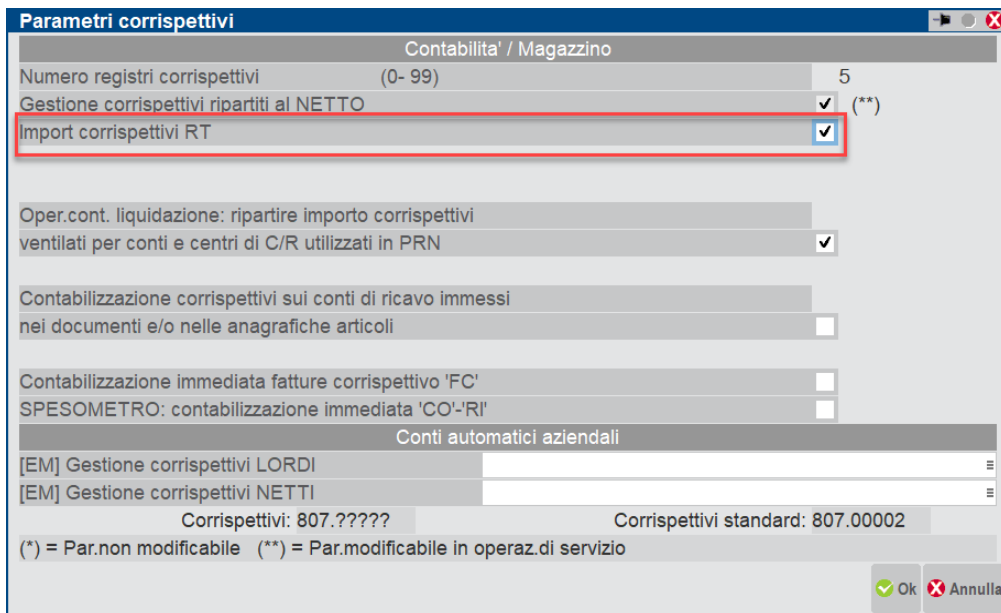 Parametri corrispettivi
Contabilita' / Magazzino
Numero registri corrispettivi (0- 99) 5
Gestione corrispettivi ripartiti al NETTO (**)
Import corrispettivi RT
Oper.cont. liquidazione: ripartire importo corrispettivi
ventilati per conti e centri di C/R utilizzati in PRN
Contabilizzazione corrispettivi sui conti di ricavo immessi
nei documenti e/o nelle anagrafiche articoli
Contabilizzazione immediata fatture corrispettivo 'FC'
SPESOMETRO: contabilizzazione immediata 'CO'-'RI'
Conti automatici aziendali
[EM] Gestione corrispettivi LORDI
[EM] Gestione corrispettivi NETTI
Corrispettivi: 807.????? Corrispettivi standard: 807.00002
(*) = Par.non modificabile (**) = Par.modificabile in operaz.di servizio
Ok Annulla